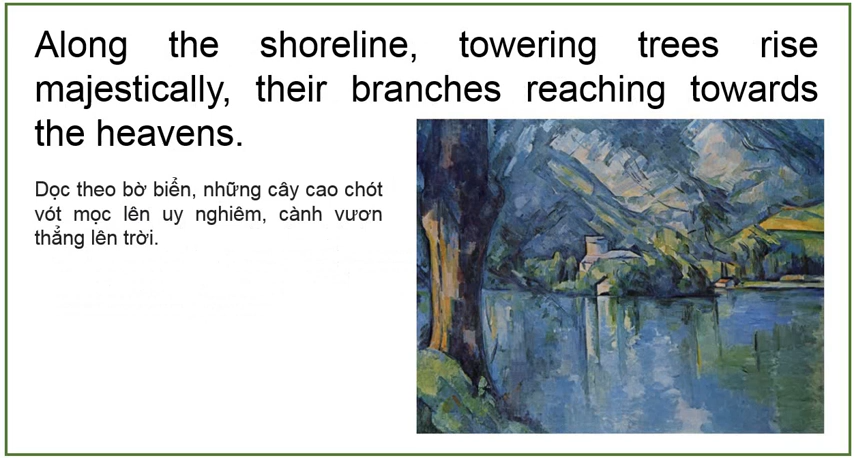 Along the shoreline, towering trees rise
majestically, their branches reaching towards
the heavens.
Dọc theo bờ biển, những cây cao chót
vót mọc lên uy nghiêm, cành vươn
thẳng lên trời.